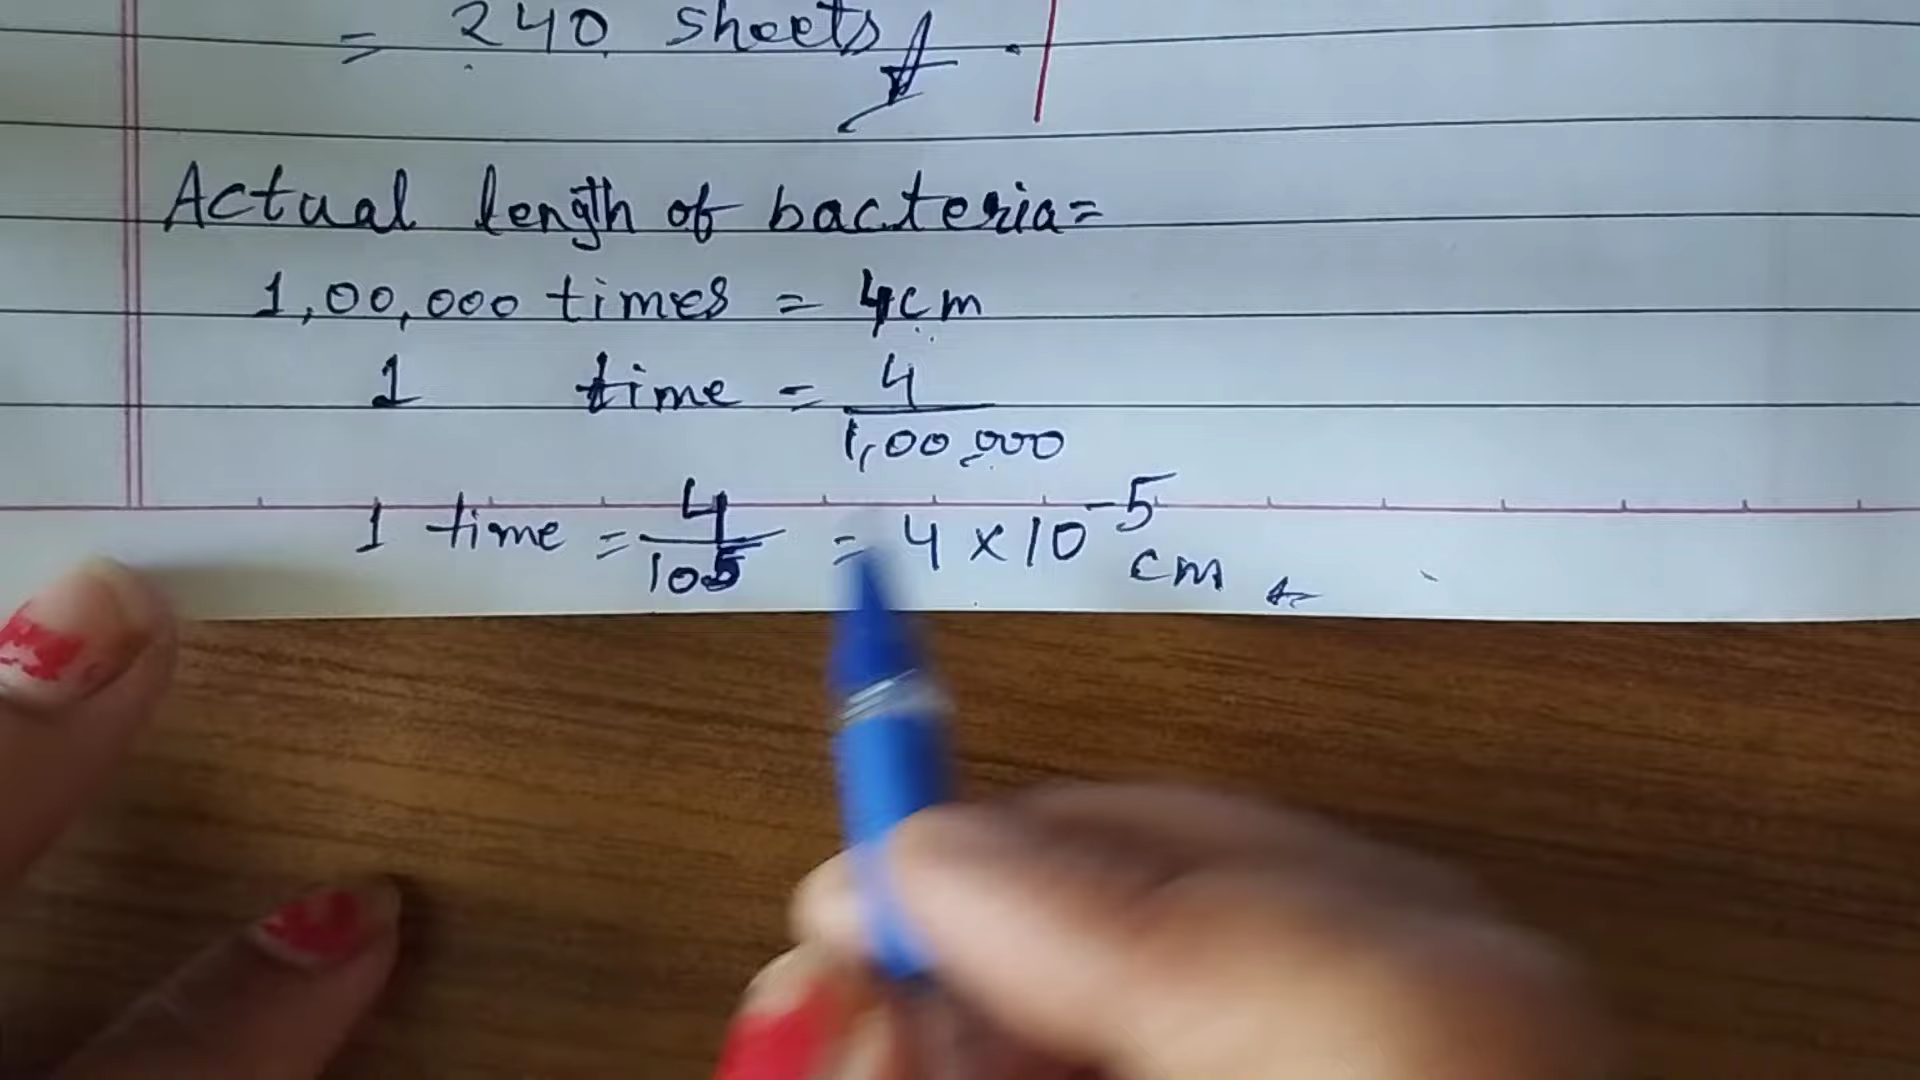 = 240 sheets
Actual length of bacteria=
1,00,000 times = 4cm
1 time = 4/1,00,000
1 time = 4/10⁵ = 4 × 10⁻⁵ cm